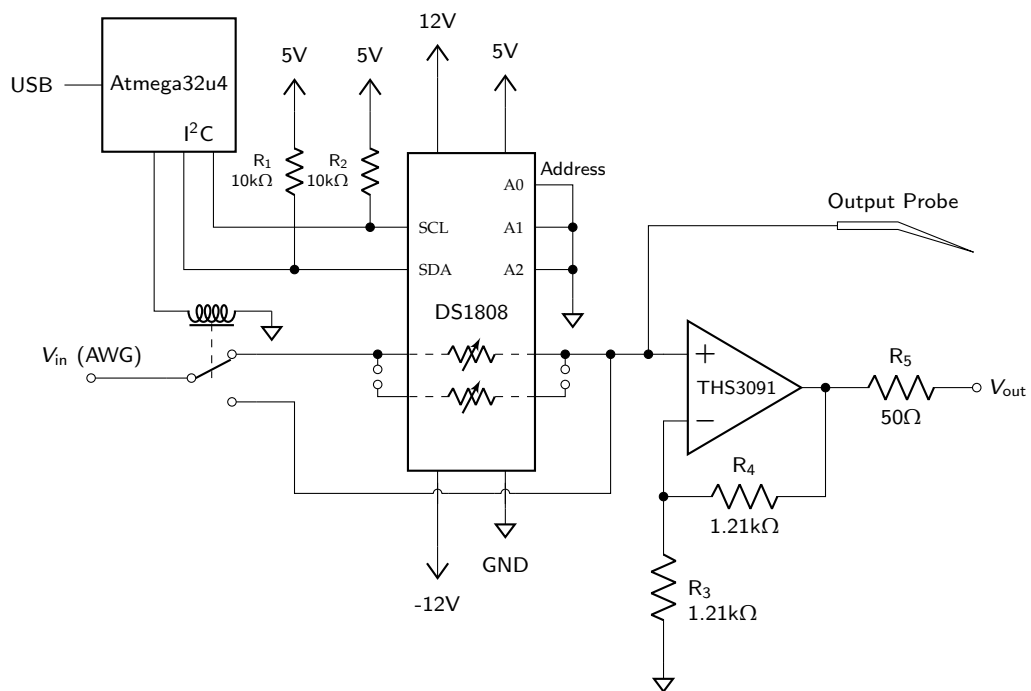 12V
5V
5V
5V
USB
Atmega32u4
I²C
R₁
10kΩ
R₂
10kΩ
Address
A0
SCL
A1
SDA
A2
Output Probe
DS1808
V_in (AWG)
+
THS3091
−
R₅
50Ω
V_out
R₄
1.21kΩ
GND
-12V
R₃
1.21kΩ